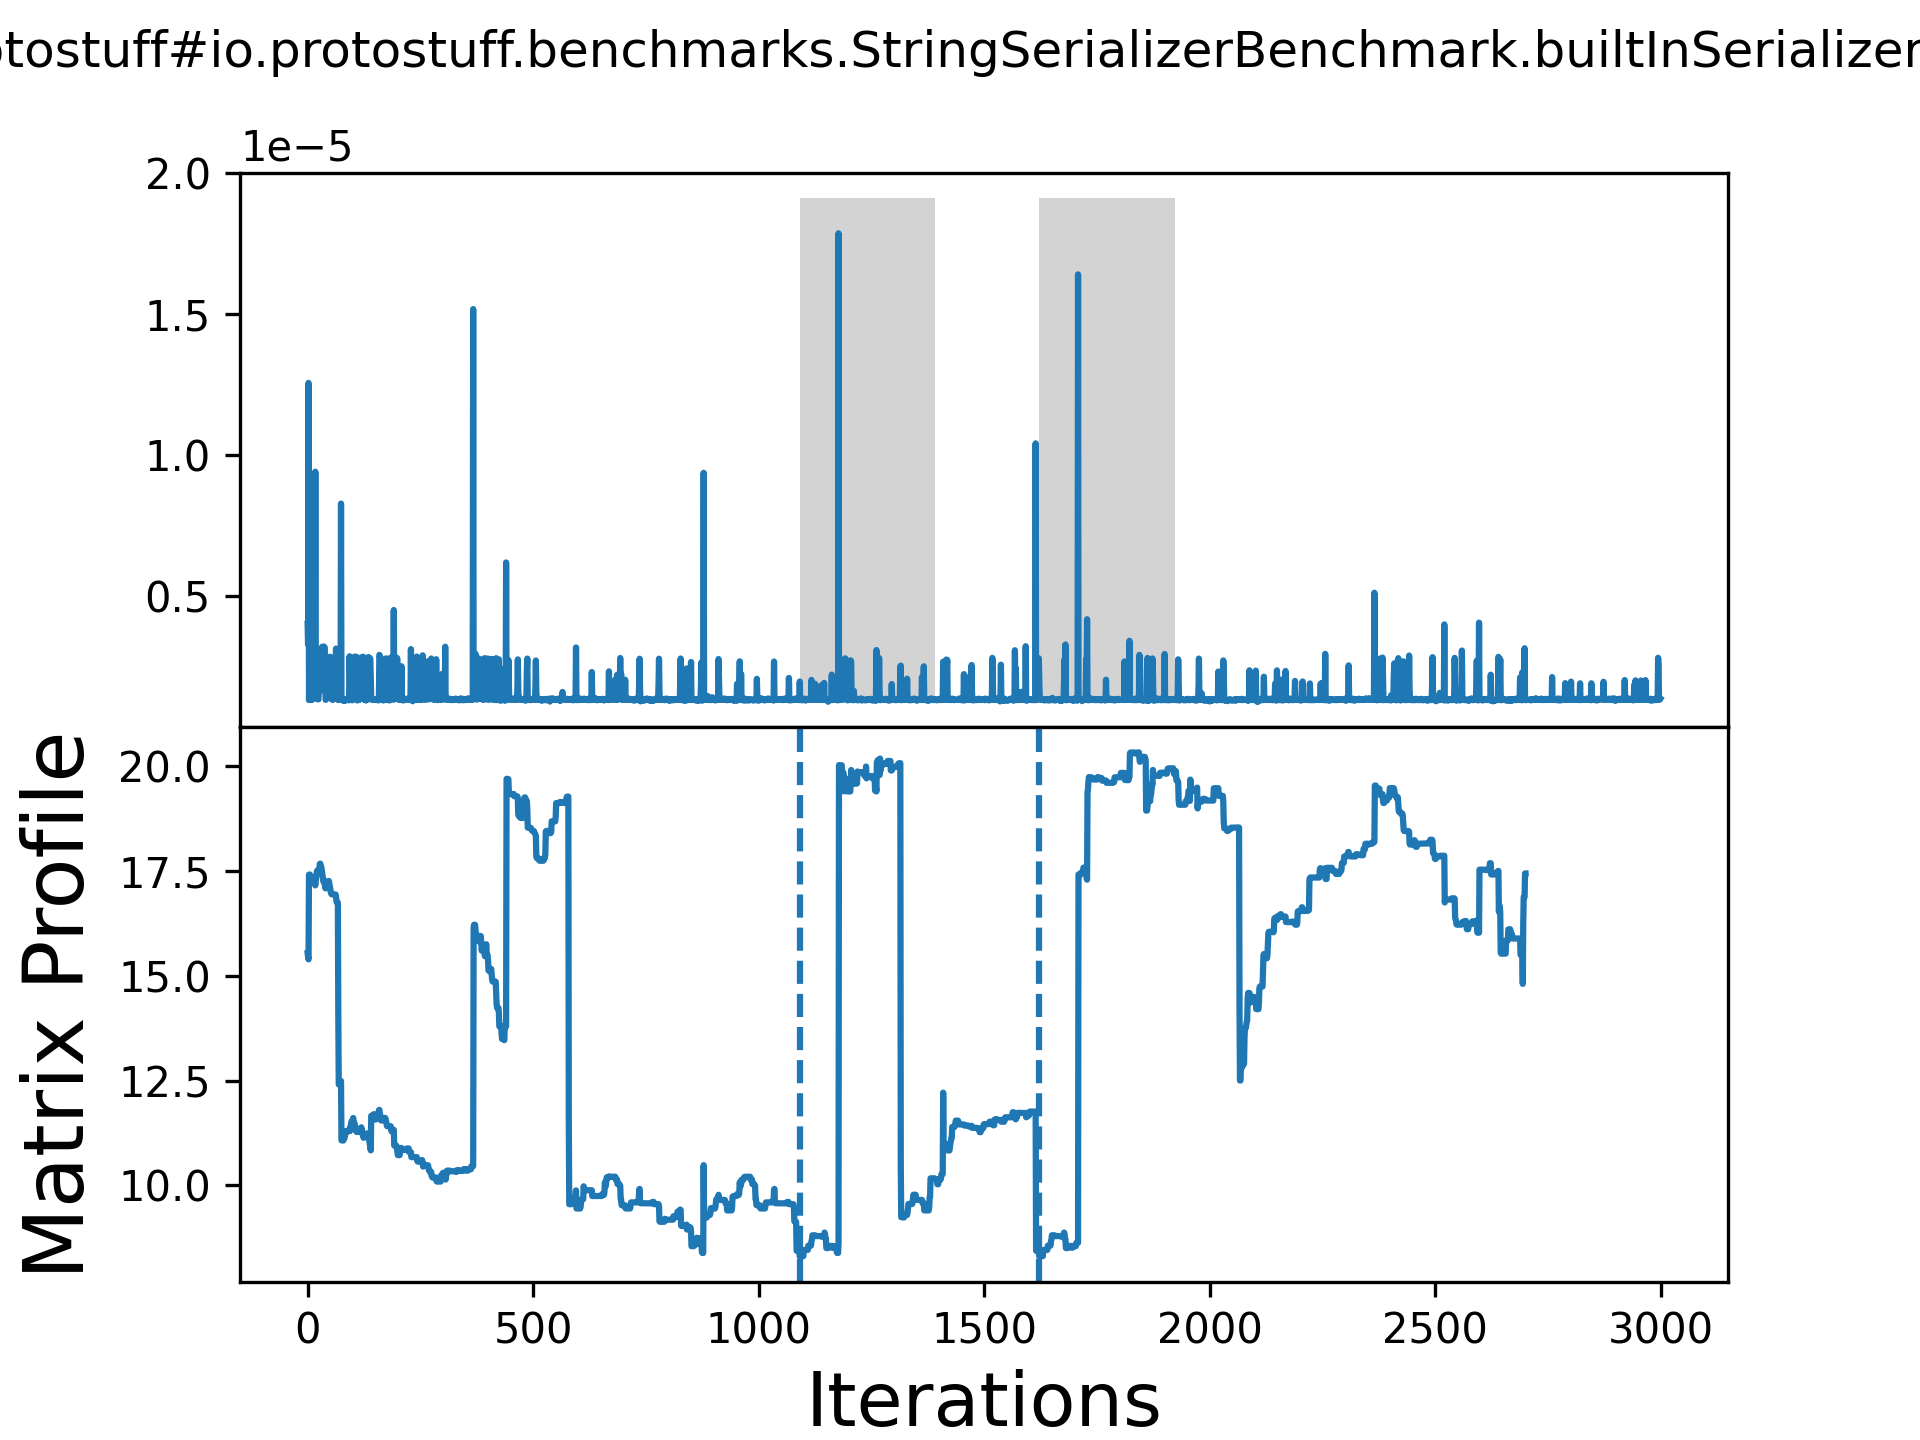 tostuff#io.protostuff.benchmarks.StringSerializerBenchmark.builtInSerializer
1e−5
2.0
1.5
1.0
0.5
Matrix Profile
20.0
17.5
15.0
12.5
10.0
0 500 1000 1500 2000 2500 3000
Iterations